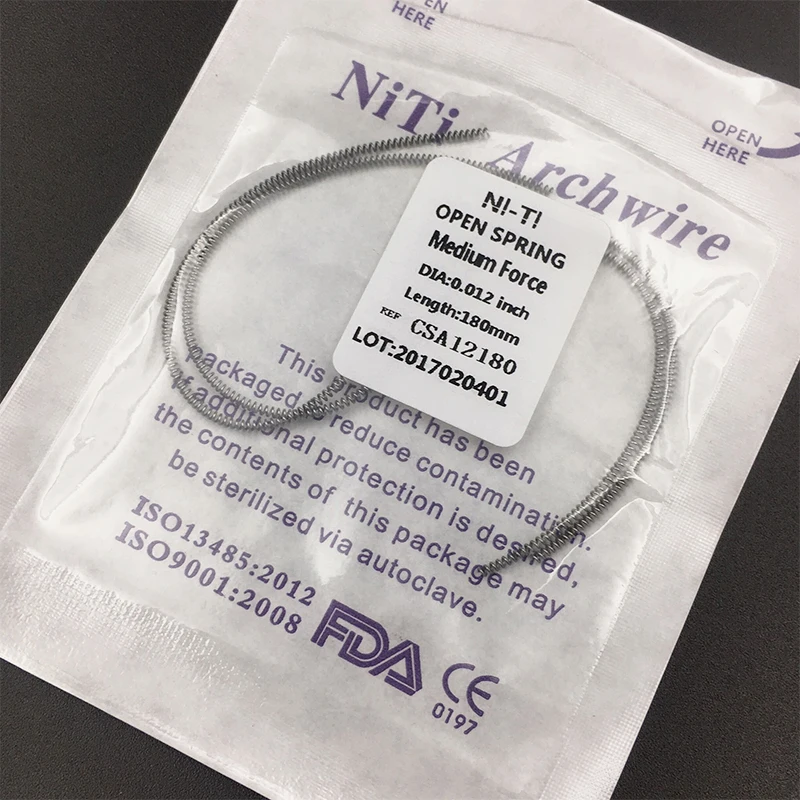 OPEN
HERE
OPEN
HERE
NiTi Archwire
NI-TI
OPEN SPRING
Medium Force
DIA:0.012 inch
Length:180mm
REF CSA12180
LOT:2017020401
This product has been
packaged to reduce contamination.
If additional protection is desired,
the contents of this package may
be sterilized via autoclave.
ISO13485:2012
ISO9001:2008
FDA
CE
0197